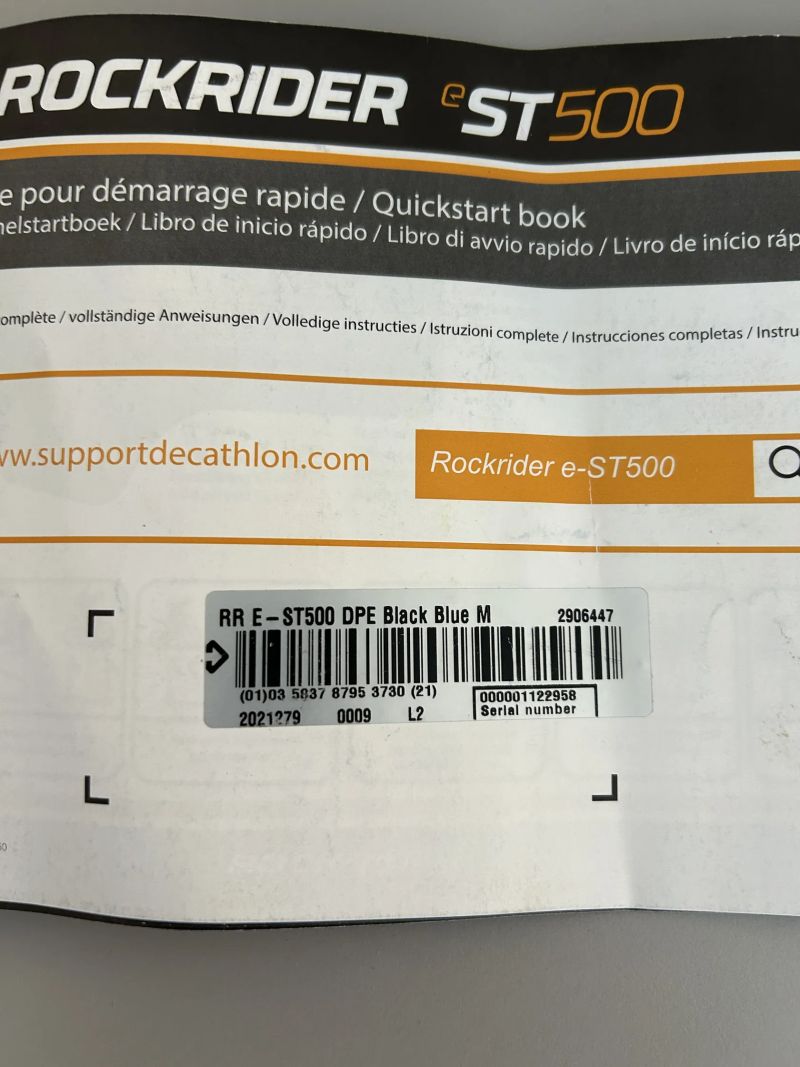 ROCKRIDER eST500
e pour démarrage rapide / Quickstart book
nelstartboek / Libro de inicio rápido / Libro di avvio rapido / Livro de início ráp
omplète / vollständige Anweisungen / Volledige instructies / Istruzioni complete / Instrucciones completas / Instru
ww.supportdecathlon.com
Rockrider e-ST500
RR E-ST500 DPE Black Blue M 2906447
(01)03 5837 8795 3730 (21)
000001122958
0009 L2
Serial number